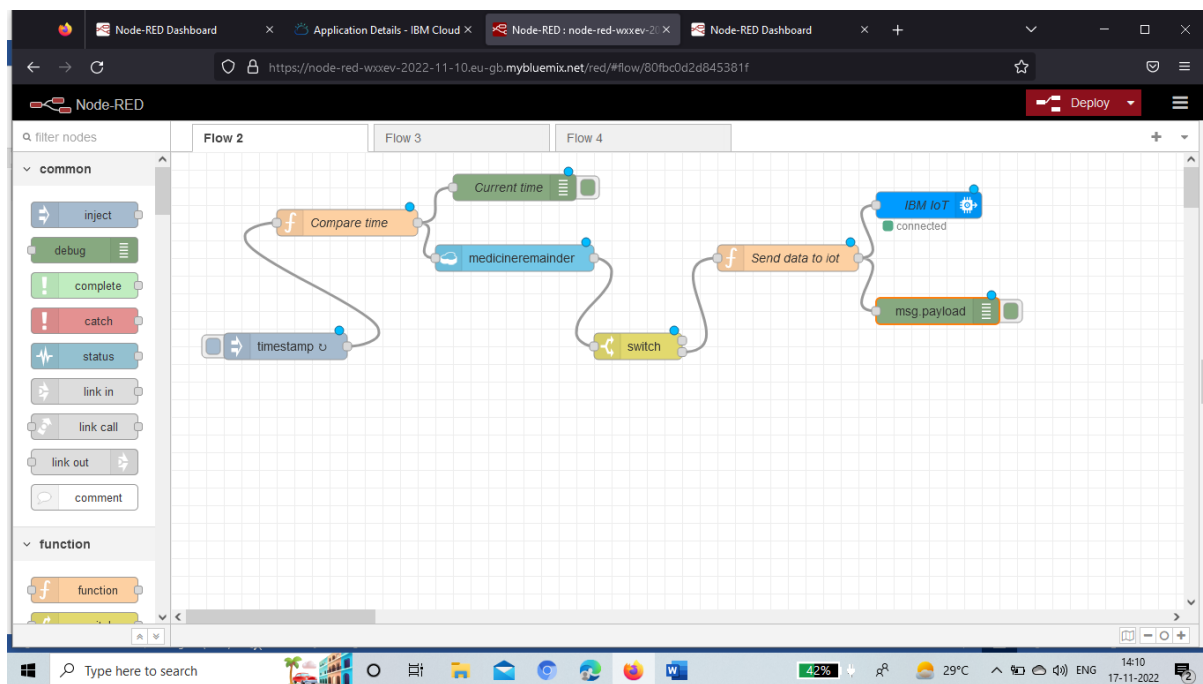 Node-RED Dashboard
Application Details - IBM Cloud
Node-RED : node-red-wxxev-20
Node-RED Dashboard
https://node-red-wxxev-2022-11-10.eu-gb.mybluemix.net/red/#flow/80fbc0d2d845381f
Node-RED
Deploy
filter nodes
Flow 2
Flow 3
Flow 4
common
inject
debug
complete
catch
status
link in
link call
link out
comment
function
function
Current time
Compare time
medicineremainder
timestamp ↻
switch
Send data to iot
IBM IoT
connected
msg.payload
Type here to search
42%
29°C
ENG
14:10
17-11-2022